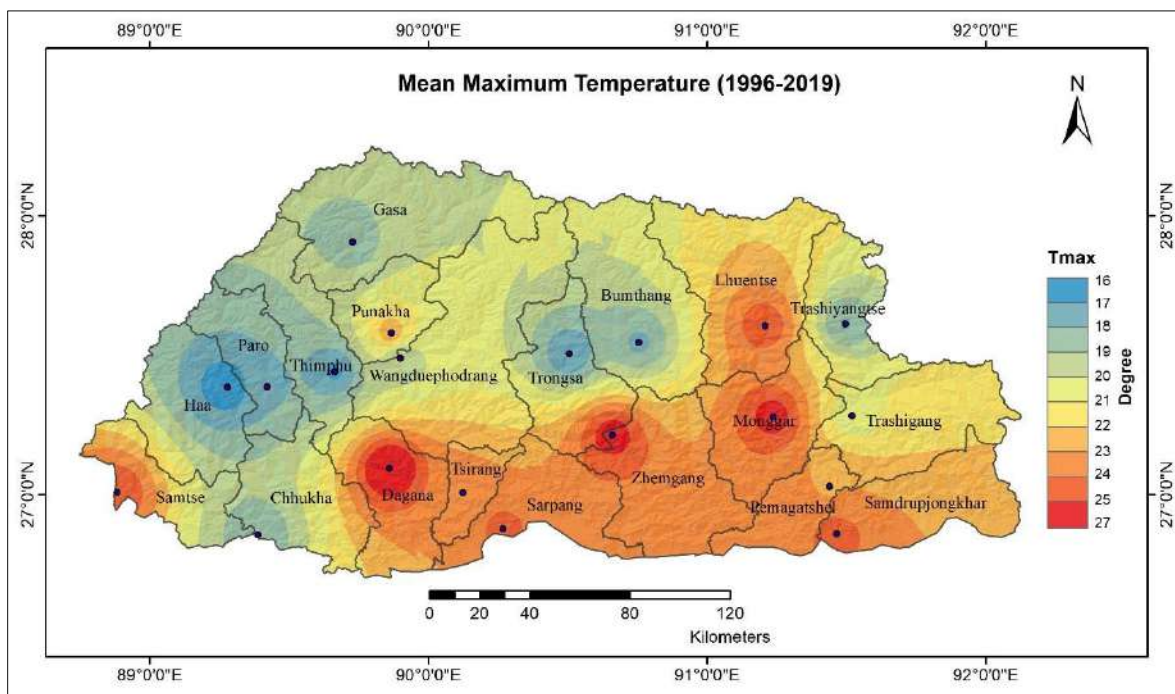 89°0'0"E 90°0'0"E 91°0'0"E 92°0'0"E
Mean Maximum Temperature (1996-2019)
N
28°0'0"N 28°0'0"N
Gasa
Tmax
16
17
18
19
20
21
22
23
24
25
27
Degree
Lhuentse
Bumthang
Trashiyangtse
Punakha
Paro
Thimphu
Wangduephodrang
Trongsa
Haa
Monggar
Trashigang
Tsirang
Zhemgang
27°0'0"N 27°0'0"N
Samtse
Chhukha
Dagana
Sarpang
Pemagatshel
Samdrupjongkhar
0 10 20 40 80 120
Kilometers
89°0'0"E 90°0'0"E 91°0'0"E 92°0'0"E